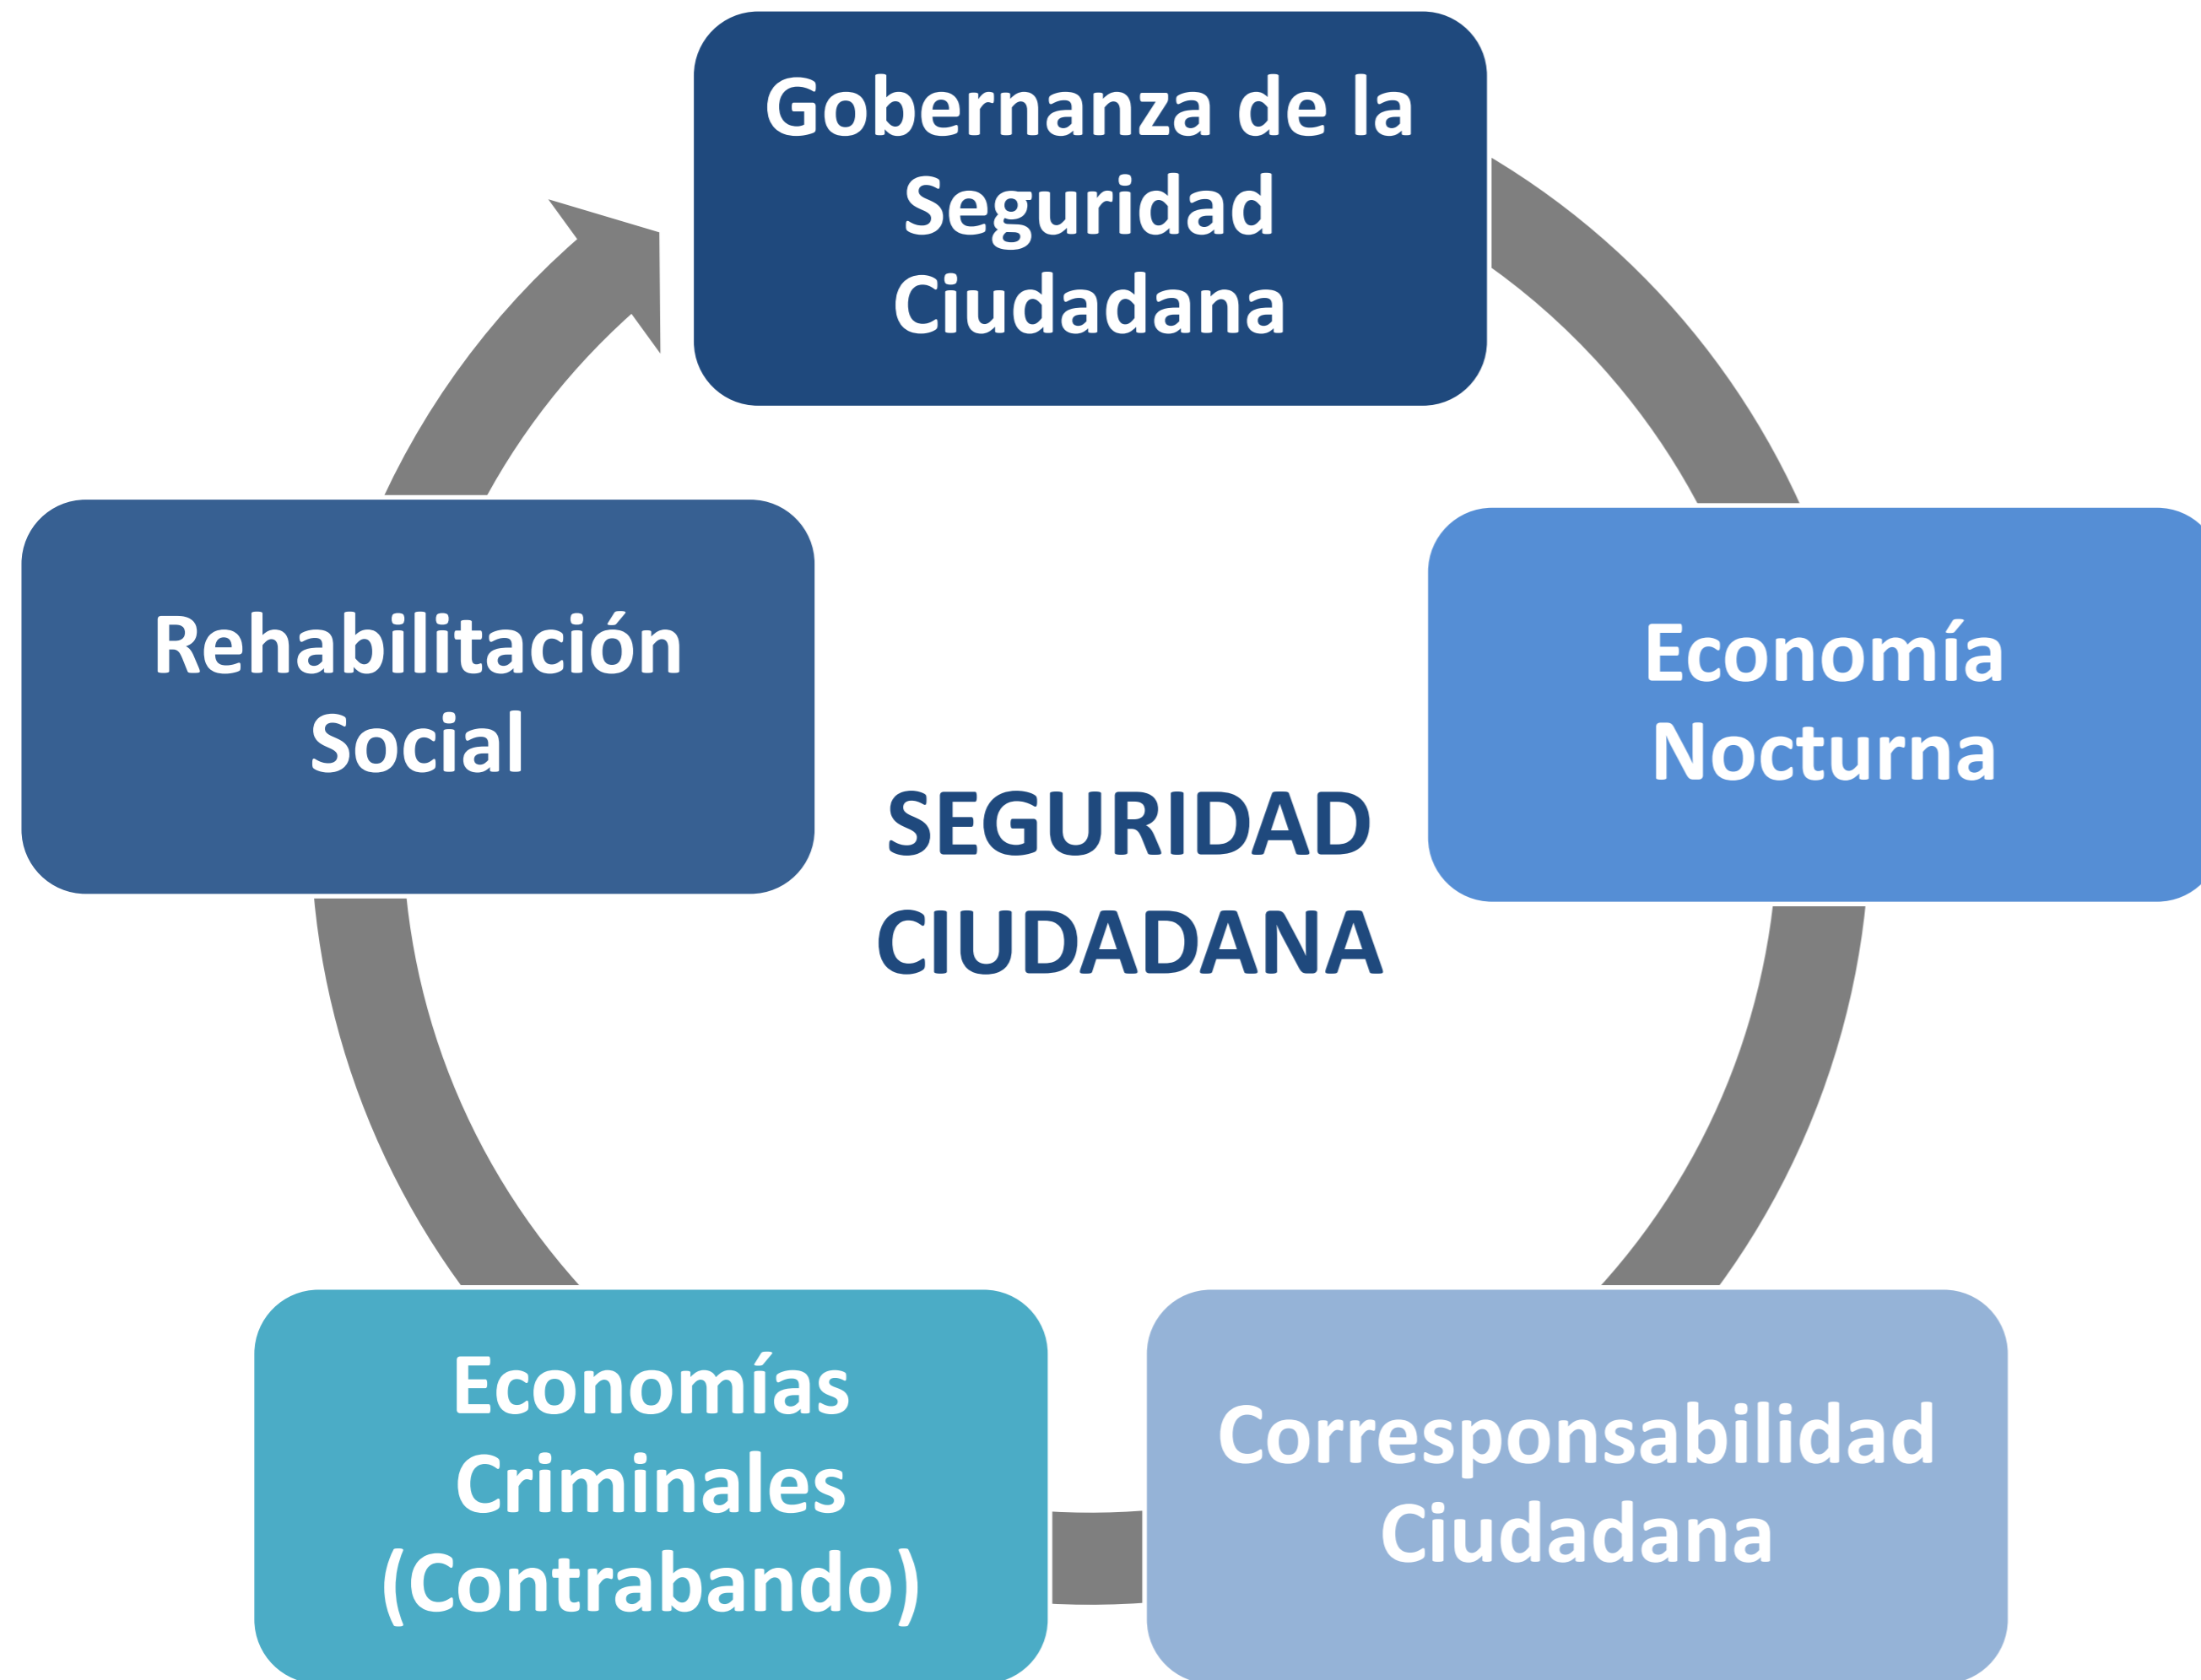 Gobernanza de la
Seguridad
Ciudadana
Rehabilitación
Social
Economía
Nocturna
SEGURIDAD
CIUDADANA
Economías
Criminales
(Contrabando)
Corresponsabilidad
Ciudadana